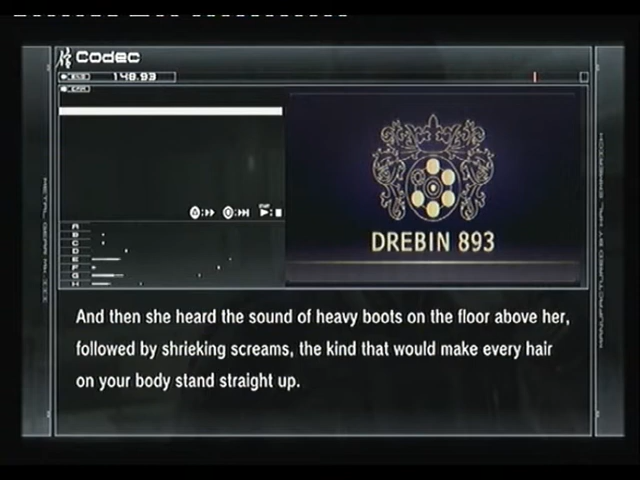 Codec
148.93
A
B
C
D
E
F
G
H
DREBIN 893
And then she heard the sound of heavy boots on the floor above her,
followed by shrieking screams, the kind that would make every hair
on your body stand straight up.